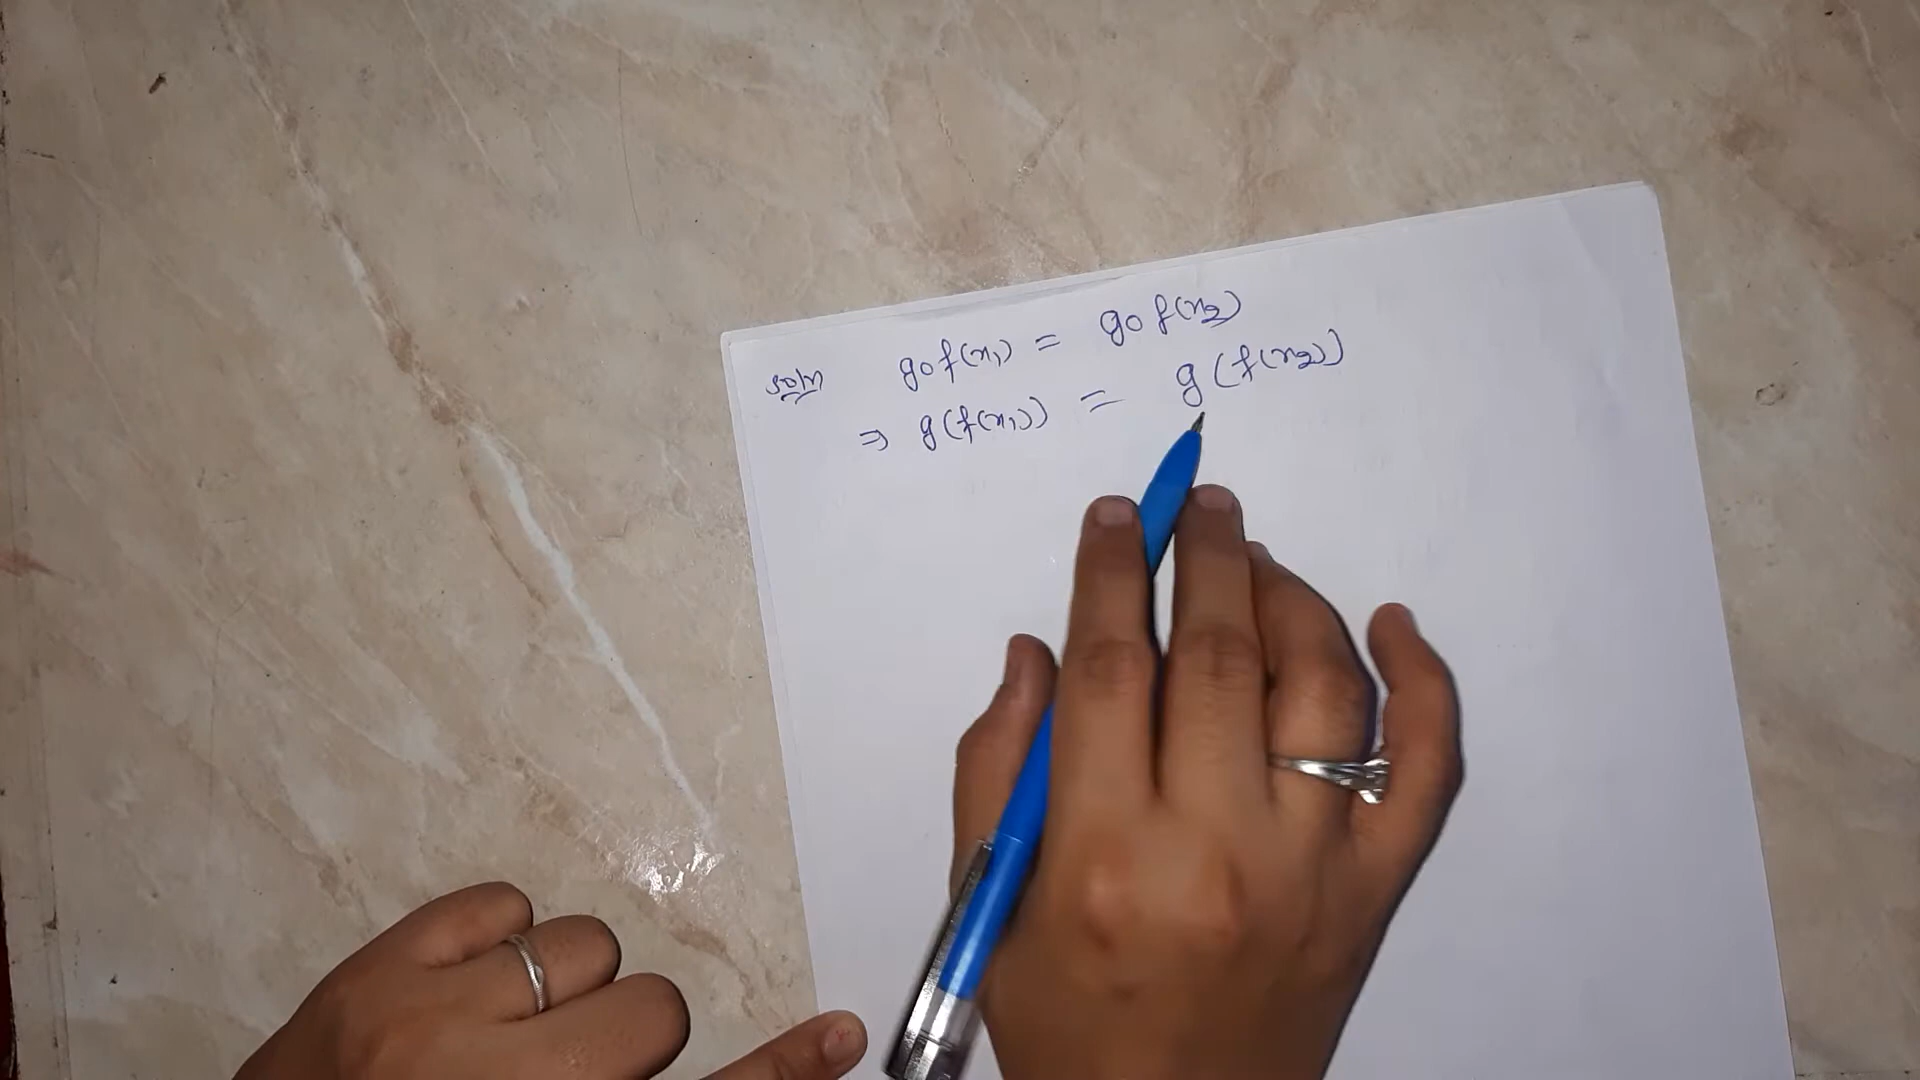 Soln gof(x₁) = gof(x₂)
⇒ g(f(x₁)) = g(f(x₂))